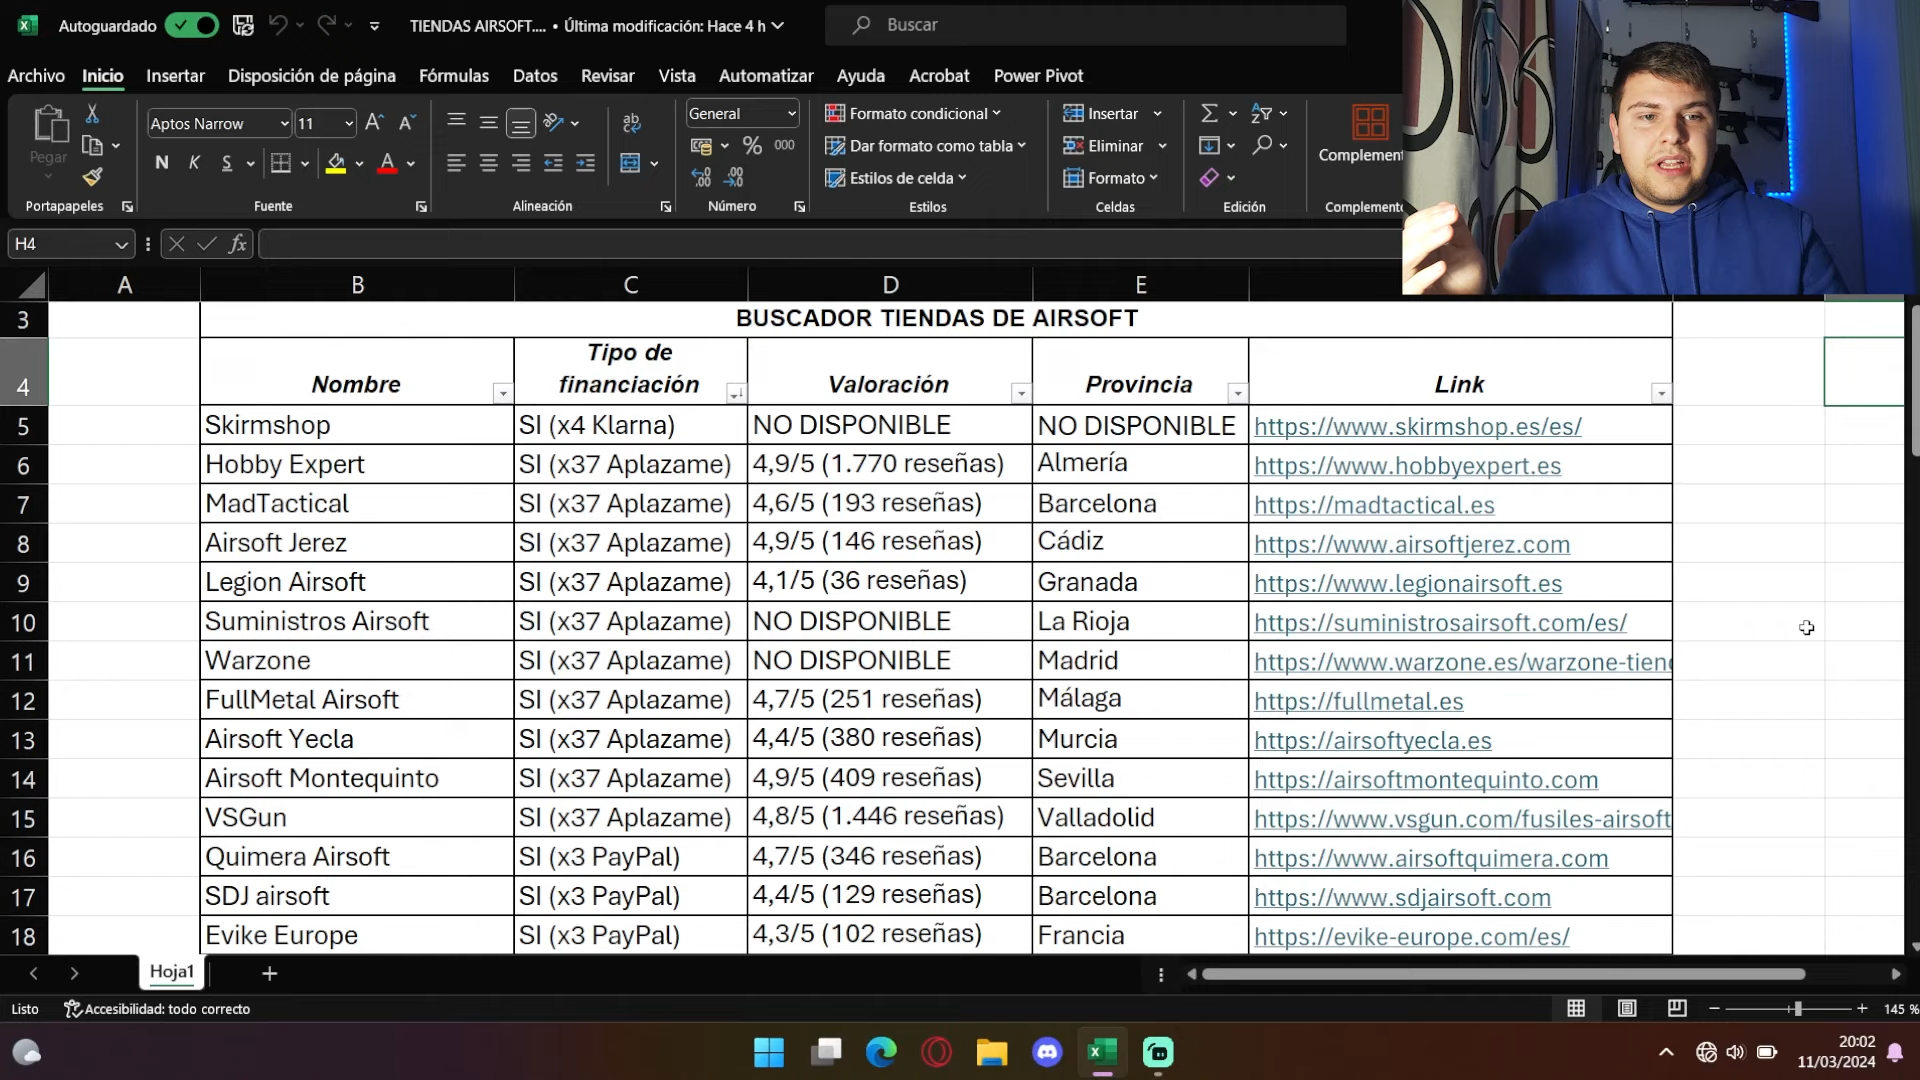 Autoguardado TIENDAS AIRSOFT.... • Última modificación: Hace 4 h Buscar
Archivo Inicio Insertar Disposición de página Fórmulas Datos Revisar Vista Automatizar Ayuda Acrobat Power Pivot
Pegar
Portapapeles
Aptos Narrow 11
N K S
Fuente
ab
Alineación
General
% 000
Número
Formato condicional
Dar formato como tabla
Estilos de celda
Estilos
Insertar
Eliminar
Formato
Celdas
Edición
Complement
Complemento
H4 fx
A B C D E
3 BUSCADOR TIENDAS DE AIRSOFT
4 Nombre Tipo de financiación Valoración Provincia Link
5 Skirmshop SI (x4 Klarna) NO DISPONIBLE NO DISPONIBLE https://www.skirmshop.es/es/
6 Hobby Expert SI (x37 Aplazame) 4,9/5 (1.770 reseñas) Almería https://www.hobbyexpert.es
7 MadTactical SI (x37 Aplazame) 4,6/5 (193 reseñas) Barcelona https://madtactical.es
8 Airsoft Jerez SI (x37 Aplazame) 4,9/5 (146 reseñas) Cádiz https://www.airsoftjerez.com
9 Legion Airsoft SI (x37 Aplazame) 4,1/5 (36 reseñas) Granada https://www.legionairsoft.es
10 Suministros Airsoft SI (x37 Aplazame) NO DISPONIBLE La Rioja https://suministrosairsoft.com/es/
11 Warzone SI (x37 Aplazame) NO DISPONIBLE Madrid https://www.warzone.es/warzone-tien
12 FullMetal Airsoft SI (x37 Aplazame) 4,7/5 (251 reseñas) Málaga https://fullmetal.es
13 Airsoft Yecla SI (x37 Aplazame) 4,4/5 (380 reseñas) Murcia https://airsoftyecla.es
14 Airsoft Montequinto SI (x37 Aplazame) 4,9/5 (409 reseñas) Sevilla https://airsoftmontequinto.com
15 VSGun SI (x37 Aplazame) 4,8/5 (1.446 reseñas) Valladolid https://www.vsgun.com/fusiles-airsoft
16 Quimera Airsoft SI (x3 PayPal) 4,7/5 (346 reseñas) Barcelona https://www.airsoftquimera.com
17 SDJ airsoft SI (x3 PayPal) 4,4/5 (129 reseñas) Barcelona https://www.sdjairsoft.com
18 Evike Europe SI (x3 PayPal) 4,3/5 (102 reseñas) Francia https://evike-europe.com/es/
Hoja1
Listo Accesibilidad: todo correcto 145 %
20:02
11/03/2024